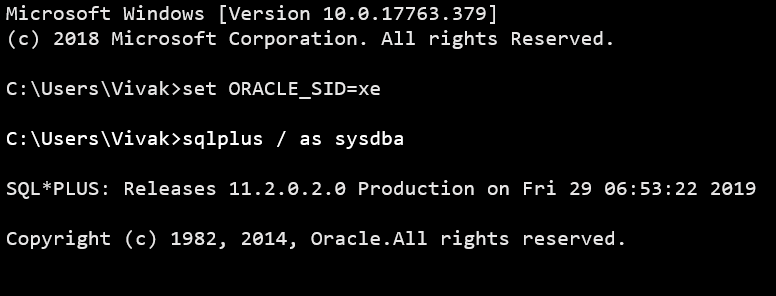 Microsoft Windows [Version 10.0.17763.379]
(c) 2018 Microsoft Corporation. All rights Reserved.
C:\Users\Vivak>set ORACLE_SID=xe
C:\Users\Vivak>sqlplus / as sysdba
SQL*PLUS: Releases 11.2.0.2.0 Production on Fri 29 06:53:22 2019
Copyright (c) 1982, 2014, Oracle.All rights reserved.